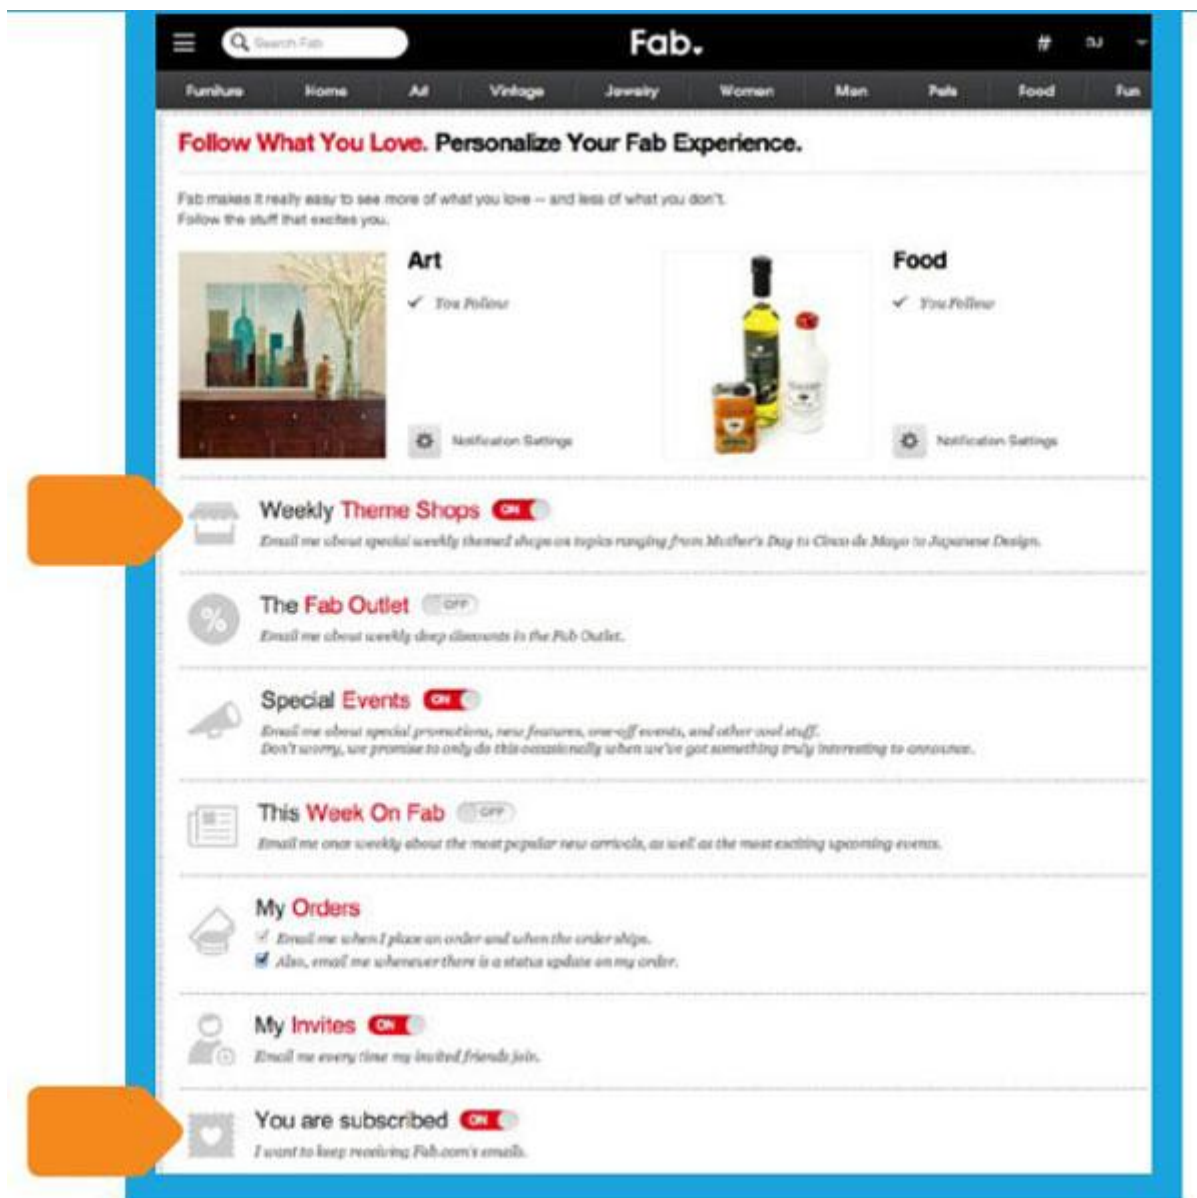 Search Fab
Fab.
#
DJ
Furniture Home Art Vintage Jewelry Women Men Pets Food Fun
Follow What You Love. Personalize Your Fab Experience.
Fab makes it really easy to see more of what you love — and less of what you don't.
Follow the stuff that excites you.
Art
You Follow
Notification Settings
Food
You Follow
Notification Settings
Weekly Theme Shops ON
Email me about special weekly themed shops on topics ranging from Mother's Day to Cinco de Mayo to Japanese Design.
The Fab Outlet OFF
%
Email me about weekly deep discounts in the Fab Outlet.
Special Events ON
Email me about special promotions, new features, one-off events, and other cool stuff.
Don't worry, we promise to only do this occasionally when we've got something truly interesting to announce.
This Week On Fab OFF
Email me once weekly about the most popular new arrivals, as well as the most exciting upcoming events.
My Orders
Email me when I place an order and when the order ships.
Also, email me whenever there is a status update on my order.
My Invites ON
Email me every time my invited friends join.
You are subscribed ON
I want to keep receiving Fab.com's emails.